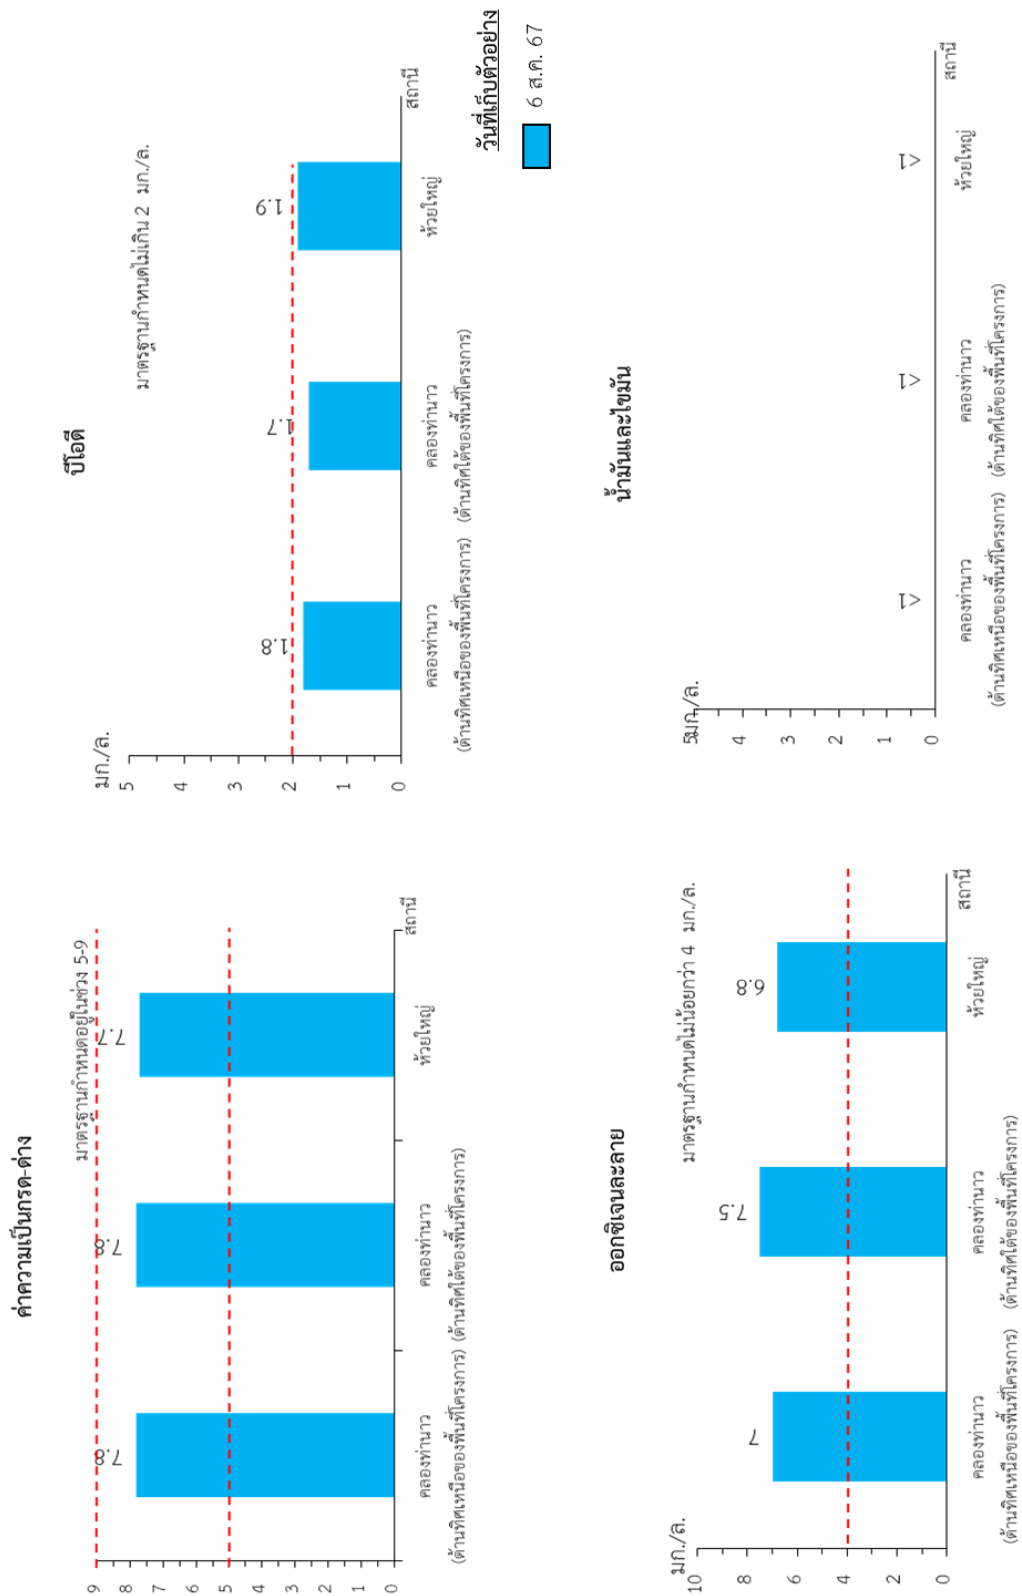 ค่าความเป็นกรด-ด่าง
มาตรฐานกำหนดอยู่ในช่วง 5-9
9
8
7
6
5
4
3
2
1
0
7.8
7.8
7.7
คลองท่านาว
(ด้านทิศเหนือของพื้นที่โครงการ)
คลองท่านาว
(ด้านทิศใต้ของพื้นที่โครงการ)
ห้วยใหญ่
สถานี
บีโอดี
มก./ล.
มาตรฐานกำหนดไม่เกิน 2 มก./ล.
5
4
3
2
1
0
1.8
1.7
1.9
คลองท่านาว
(ด้านทิศเหนือของพื้นที่โครงการ)
คลองท่านาว
(ด้านทิศใต้ของพื้นที่โครงการ)
ห้วยใหญ่
สถานี
วันที่เก็บตัวอย่าง
6 ส.ค. 67
ออกซิเจนละลาย
มก./ล.
มาตรฐานกำหนดไม่น้อยกว่า 4 มก./ล.
10
8
6
4
2
0
7
7.5
6.8
คลองท่านาว
(ด้านทิศเหนือของพื้นที่โครงการ)
คลองท่านาว
(ด้านทิศใต้ของพื้นที่โครงการ)
ห้วยใหญ่
สถานี
น้ำมันและไขมัน
มก./ล.
5
4
3
2
1
0
<1
<1
<1
คลองท่านาว
(ด้านทิศเหนือของพื้นที่โครงการ)
คลองท่านาว
(ด้านทิศใต้ของพื้นที่โครงการ)
ห้วยใหญ่
สถานี